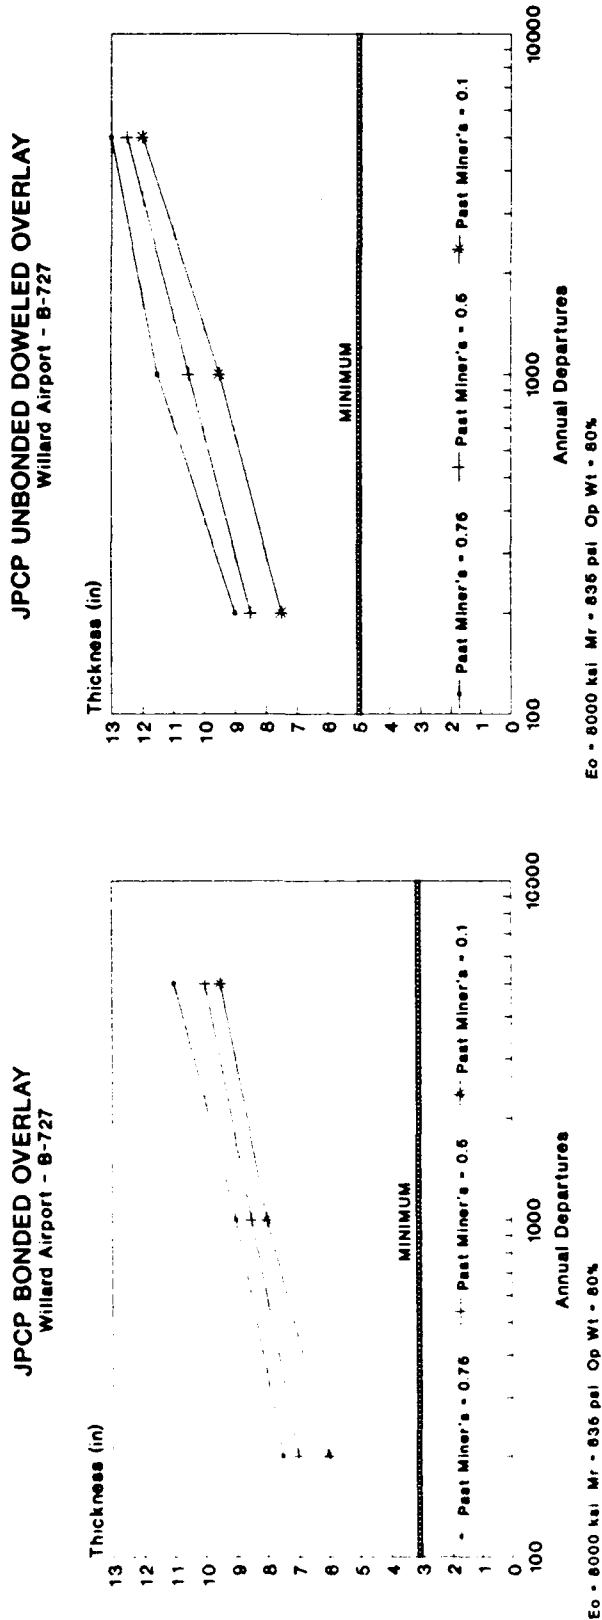 JPCP BONDED OVERLAY
Willard Airport - B-727
Thickness (in)
13
12
11
10
9
8
7
6
5
4
3
2
1
0
MINIMUM
Past Miner's = 0.75 Past Miner's = 0.5 Past Miner's = 0.1
100 1000 10000
Annual Departures
Eo = 8000 ksi Mr = 835 psi Op Wt = 80%
JPCP UNBONDED DOWELED OVERLAY
Willard Airport - B-727
Thickness (in)
13
12
11
10
9
8
7
6
5
4
3
2
1
0
MINIMUM
Past Miner's = 0.75 Past Miner's = 0.5 Past Miner's = 0.1
100 1000 10000
Annual Departures
Eo = 8000 ksi Mr = 835 psi Op Wt = 80%